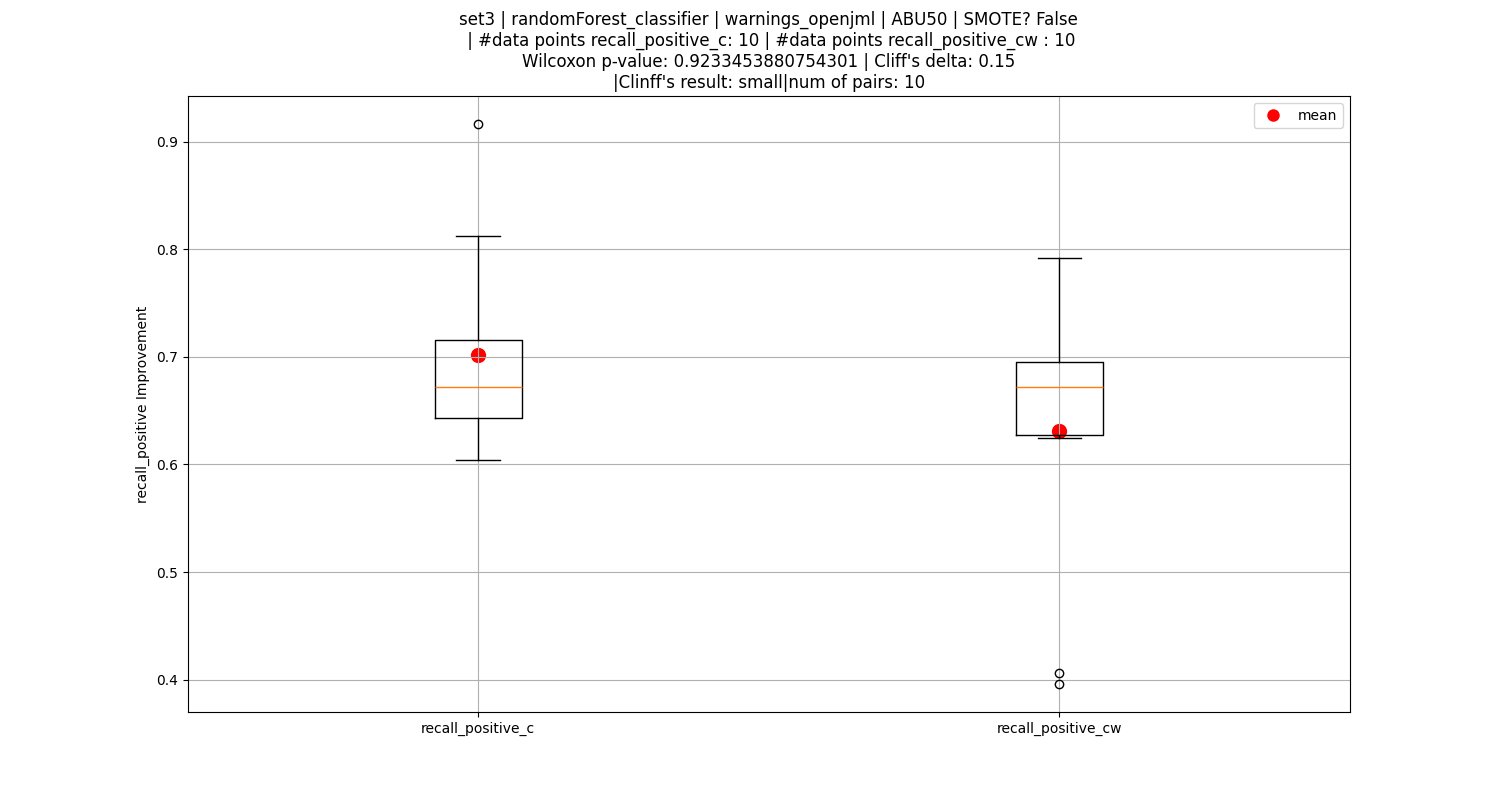 set3 | randomForest_classifier | warnings_openjml | ABU50 | SMOTE? False
| #data points recall_positive_c: 10 | #data points recall_positive_cw : 10
Wilcoxon p-value: 0.9233453880754301 | Cliff's delta: 0.15
|Clinff's result: small|num of pairs: 10
mean
0.9
0.8
0.7
0.6
0.5
0.4
recall_positive Improvement
recall_positive_c
recall_positive_cw